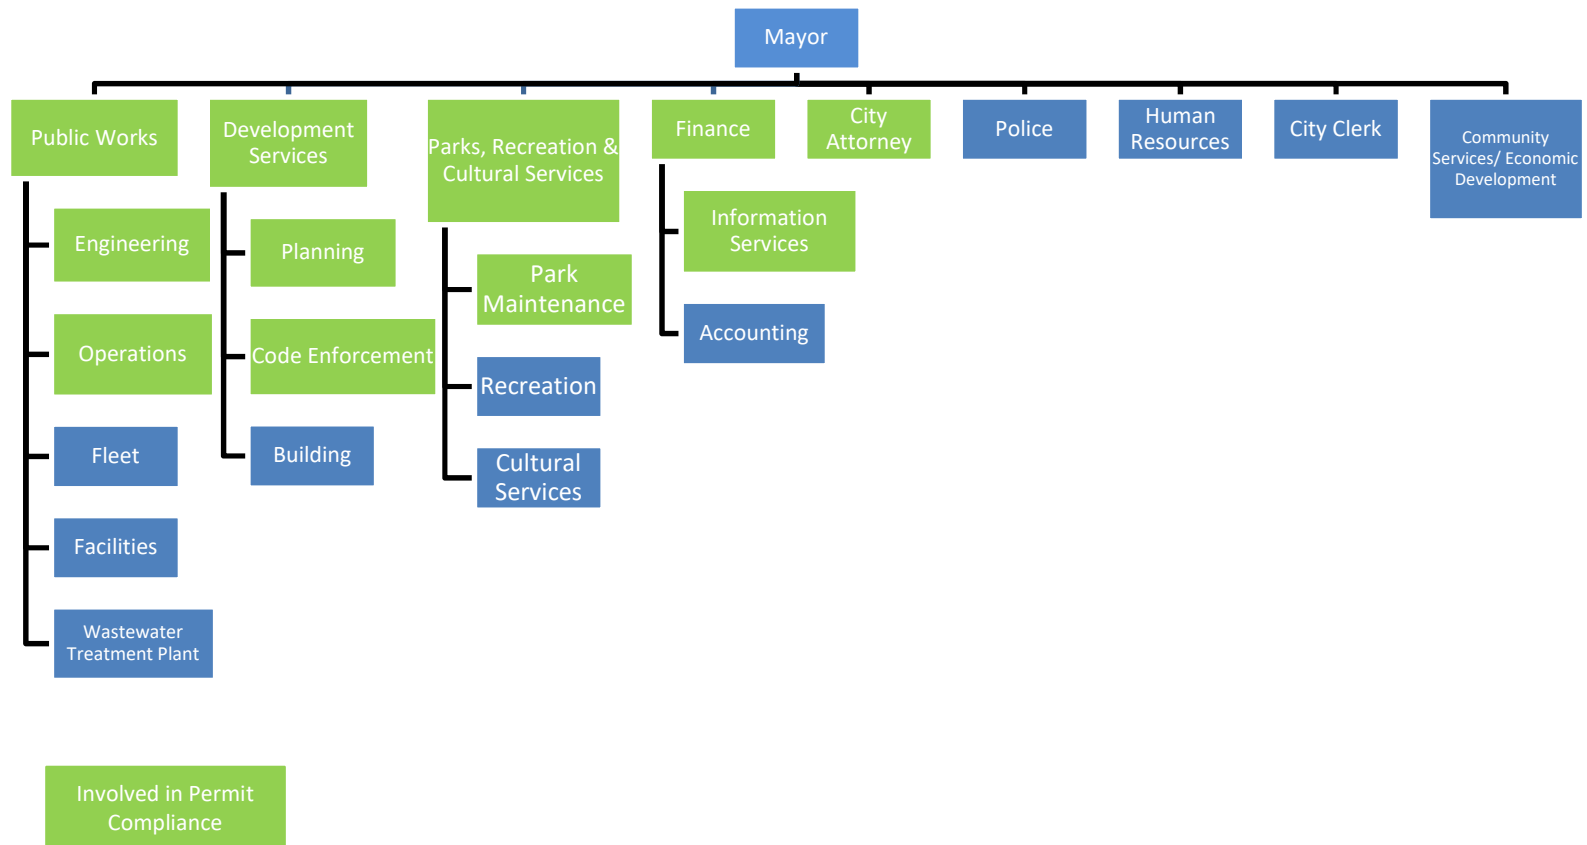 Mayor
Public Works
Development
Services
Parks, Recreation &
Cultural Services
Finance
City
Attorney
Police
Human
Resources
City Clerk
Community
Services/ Economic
Development
Engineering
Operations
Fleet
Facilities
Wastewater
Treatment Plant
Planning
Code Enforcement
Building
Park
Maintenance
Recreation
Cultural
Services
Information
Services
Accounting
Involved in Permit
Compliance